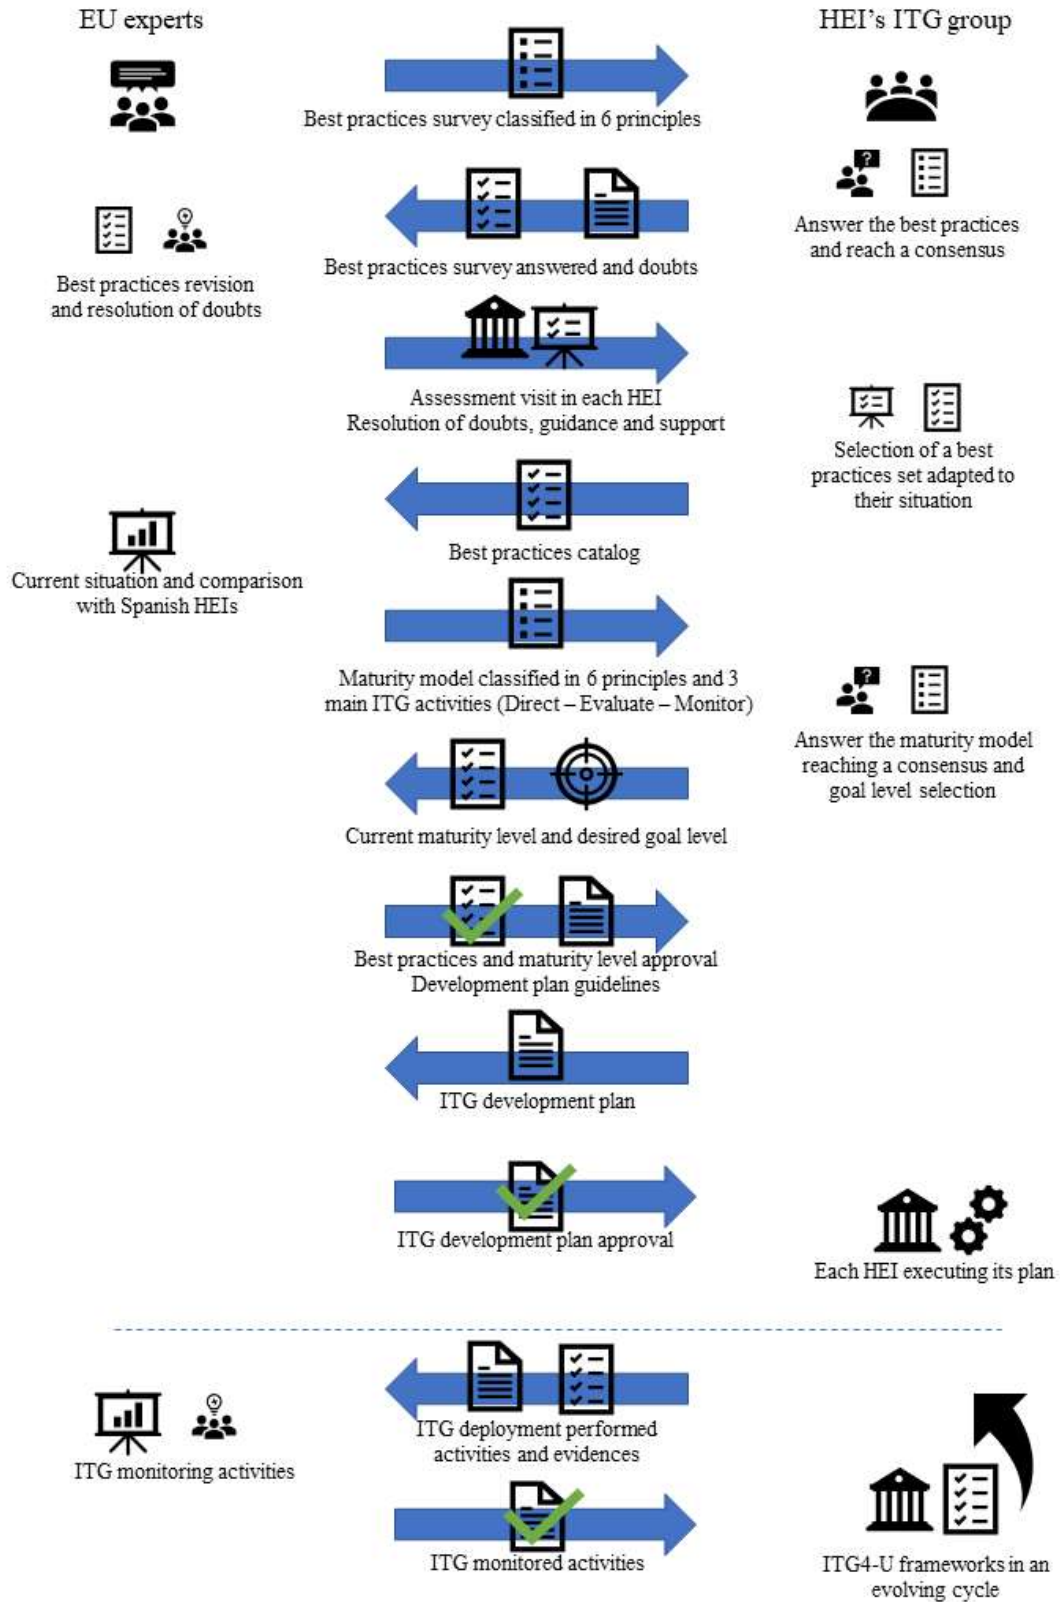 EU experts
HEI's ITG group
Best practices survey classified in 6 principles
Answer the best practices
and reach a consensus
Best practices survey answered and doubts
Best practices revision
and resolution of doubts
Assessment visit in each HEI
Resolution of doubts, guidance and support
Selection of a best
practices set adapted to
their situation
Best practices catalog
Current situation and comparison
with Spanish HEIs
Maturity model classified in 6 principles and 3
main ITG activities (Direct – Evaluate – Monitor)
Answer the maturity model
reaching a consensus and
goal level selection
Current maturity level and desired goal level
Best practices and maturity level approval
Development plan guidelines
ITG development plan
ITG development plan approval
Each HEI executing its plan
ITG deployment performed
activities and evidences
ITG monitoring activities
ITG monitored activities
ITG4-U frameworks in an
evolving cycle